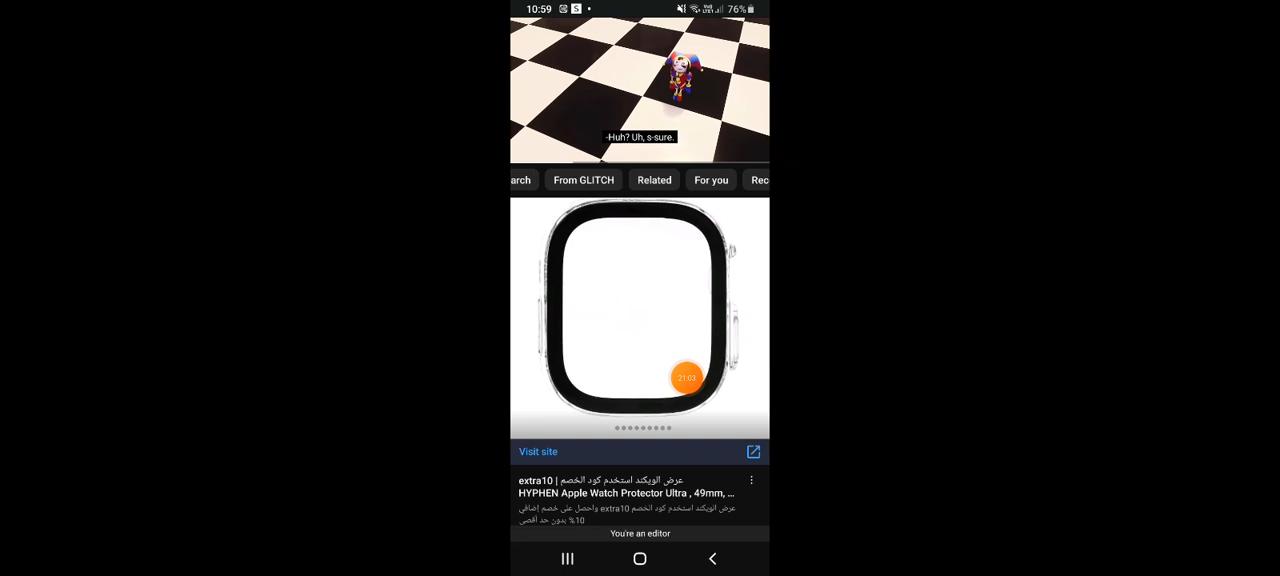 10:59 S 76%
-Huh? Uh, s-sure.
arch From GLITCH Related For you Rec
21:03
Visit site
extra10 | عرض الويكند استخدم كود الخصم
HYPHEN Apple Watch Protector Ultra , 49mm, ...
عرض الويكند استخدم كود الخصم extra10 واحصل على خصم إضافي
10% بدون حد أقصى
You're an editor